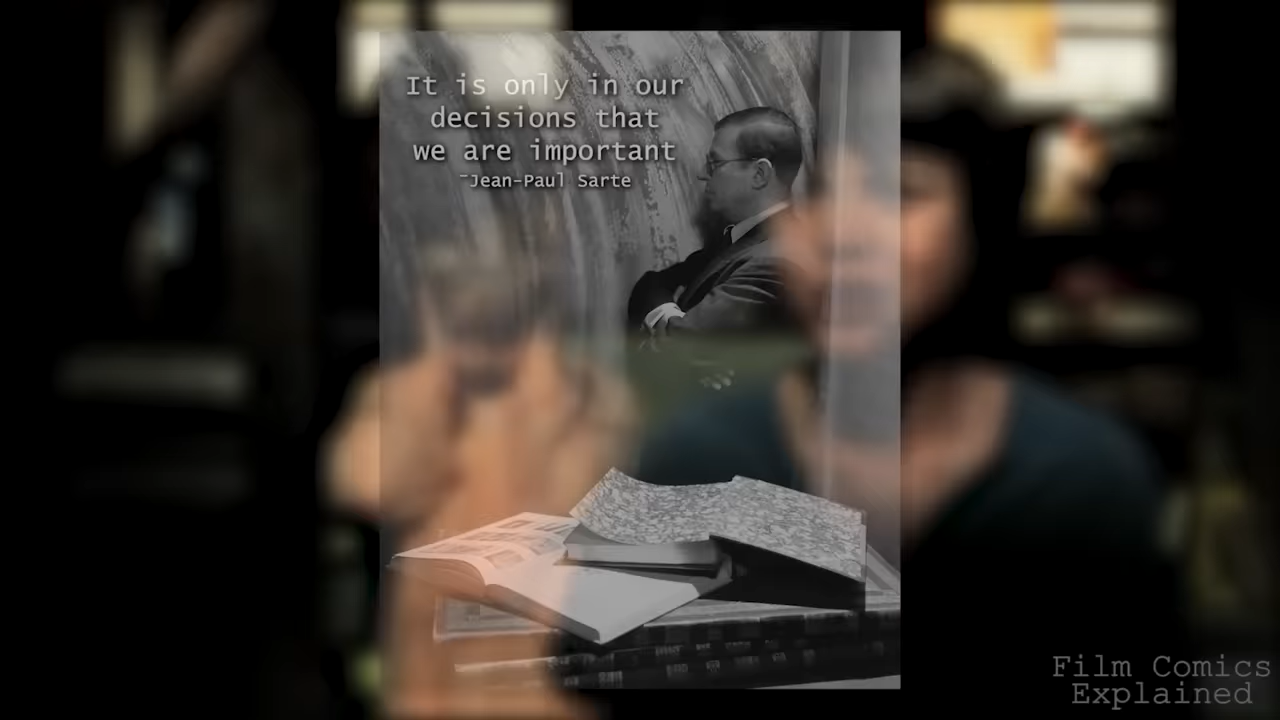 It is only in our
decisions that
we are important
~Jean-Paul Sarte
Film Comics
Explained